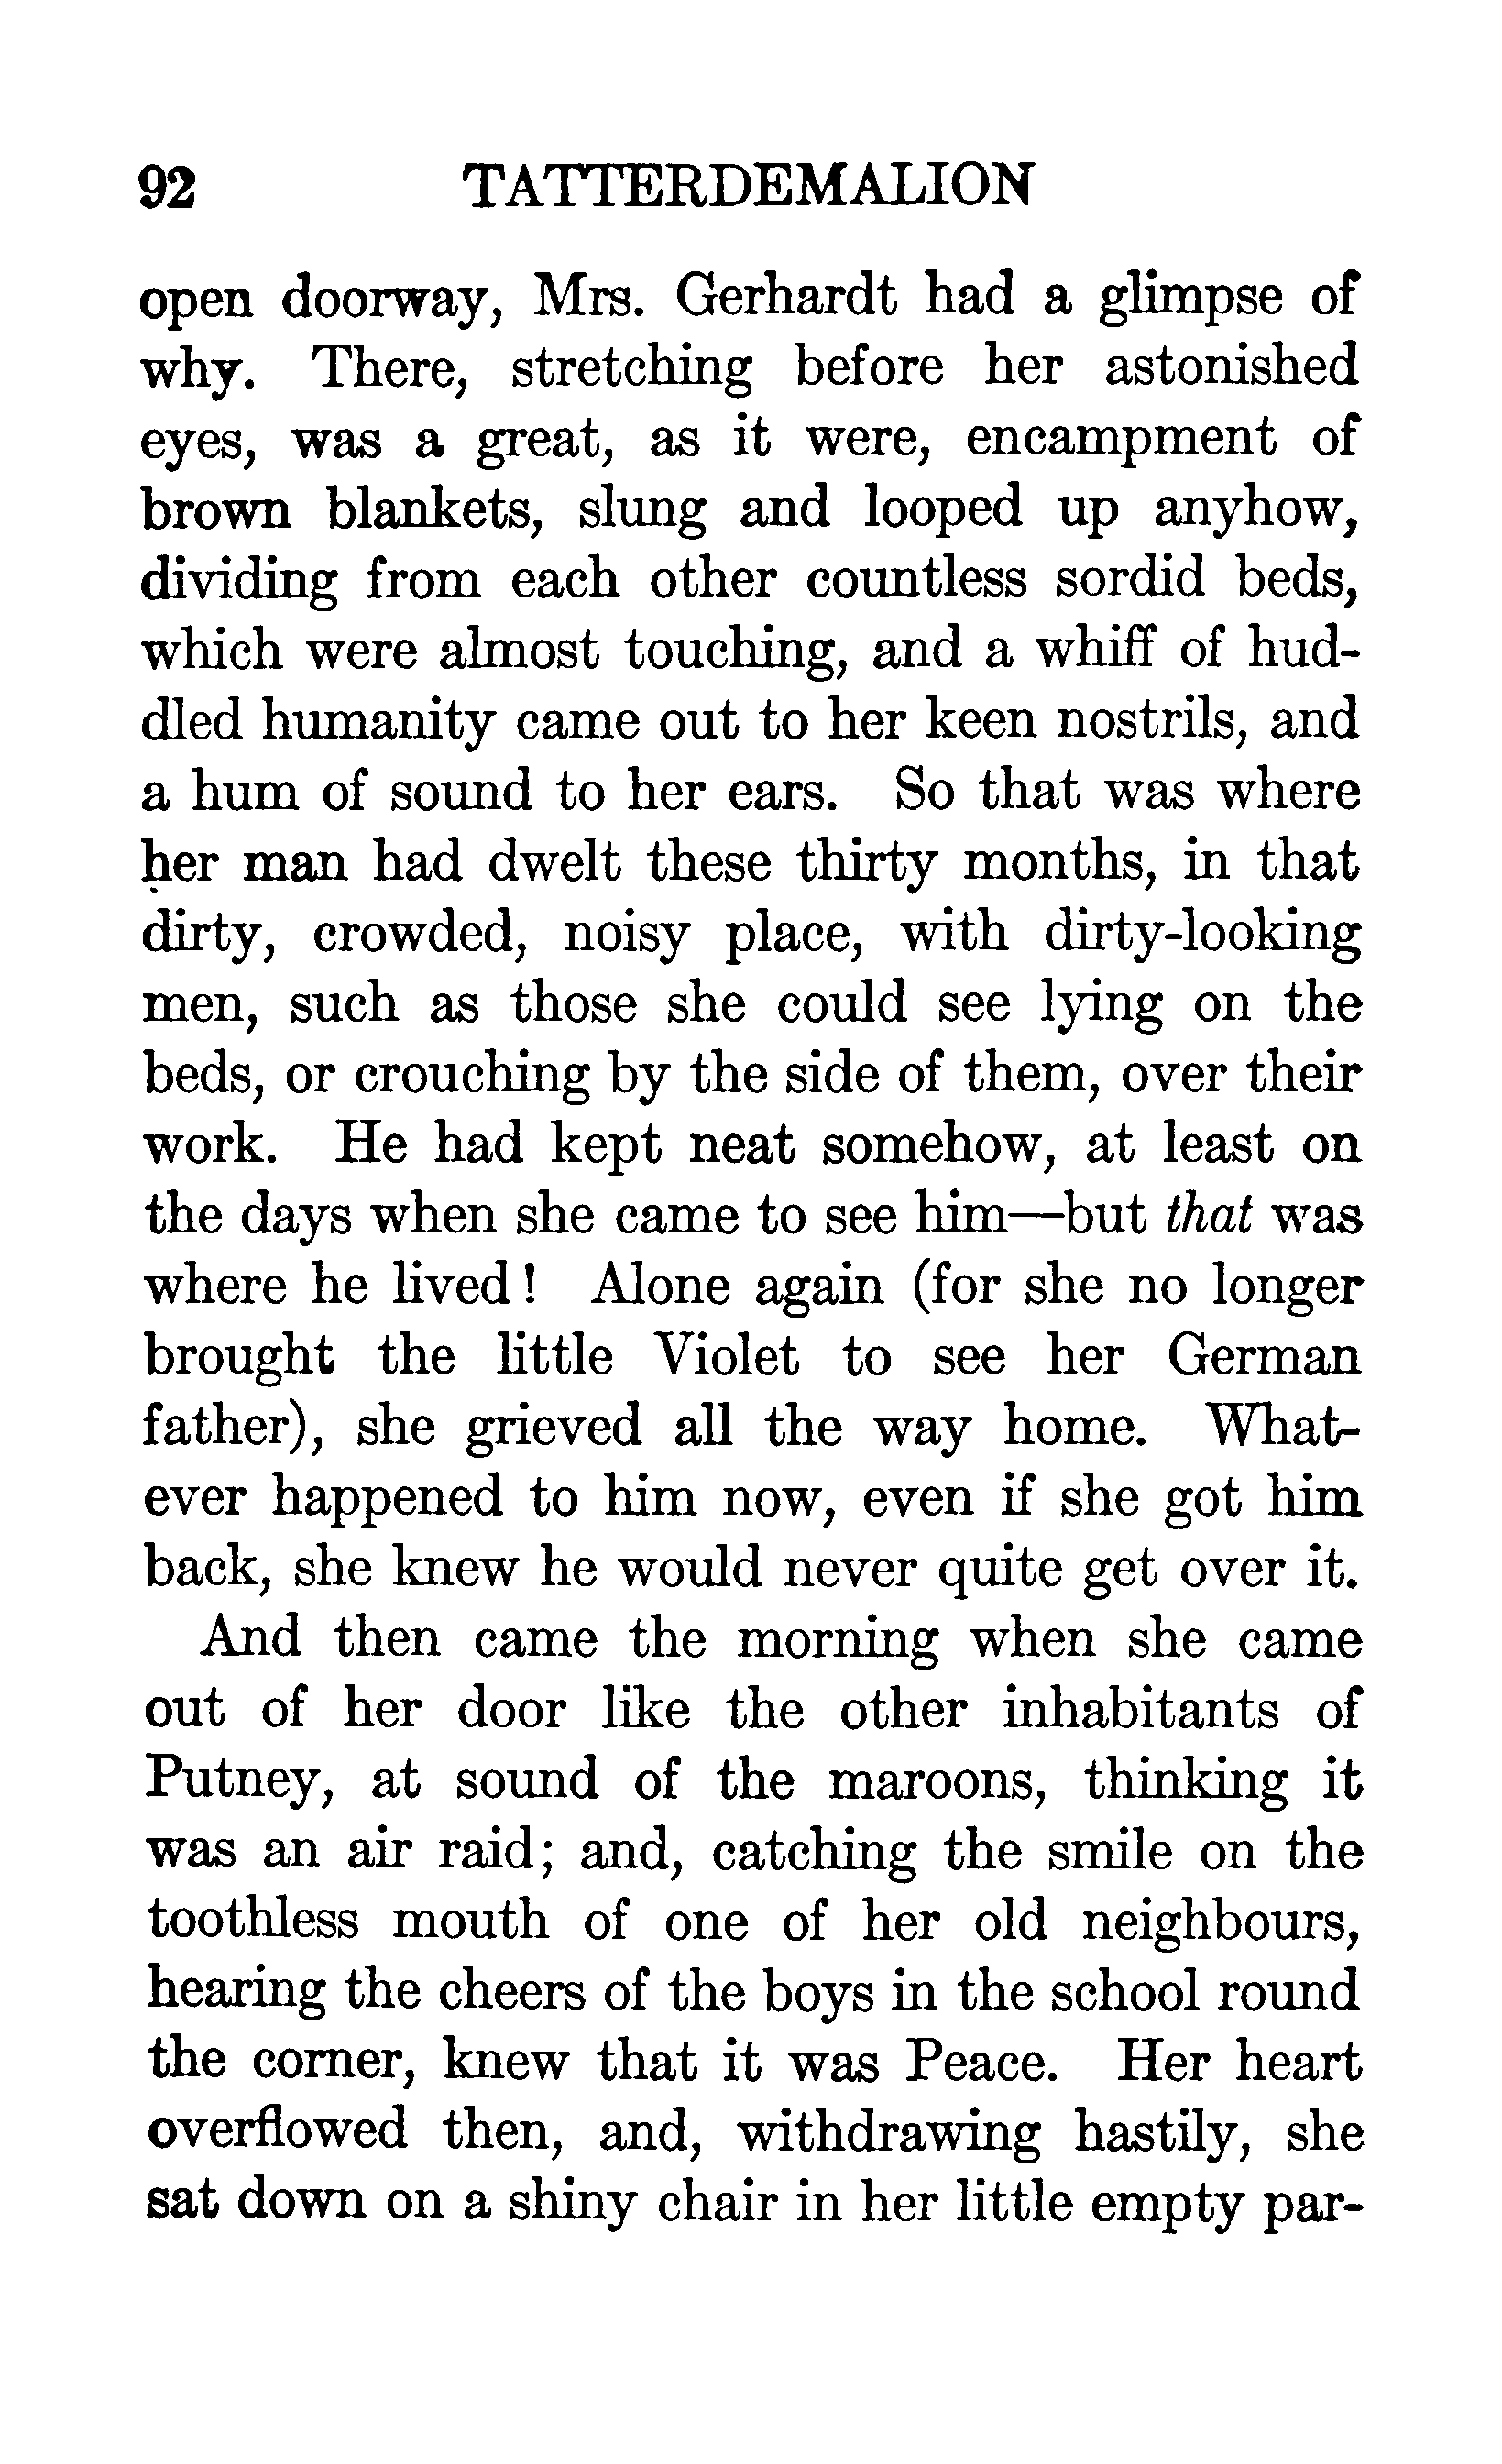 92 TATTERDEMALION
open doorway, Mrs. Gerhardt had a glimpse of
why. There, stretching before her astonished
eyes, was a great, as it were, encampment of
brown blankets, slung and looped up anyhow,
dividing from each other countless sordid beds,
which were almost touching, and a whiff of hud-
dled humanity came out to her keen nostrils, and
a hum of sound to her ears. So that was where
her man had dwelt these thirty months, in that
dirty, crowded, noisy place, with dirty-looking
men, such as those she could see lying on the
beds, or crouching by the side of them, over their
work. He had kept neat somehow, at least on
the days when she came to see him—but that was
where he lived! Alone again (for she no longer
brought the little Violet to see her German
father), she grieved all the way home. What-
ever happened to him now, even if she got him
back, she knew he would never quite get over it.
And then came the morning when she came
out of her door like the other inhabitants of
Putney, at sound of the maroons, thinking it
was an air raid; and, catching the smile on the
toothless mouth of one of her old neighbours,
hearing the cheers of the boys in the school round
the corner, knew that it was Peace. Her heart
overflowed then, and, withdrawing hastily, she
sat down on a shiny chair in her little empty par-